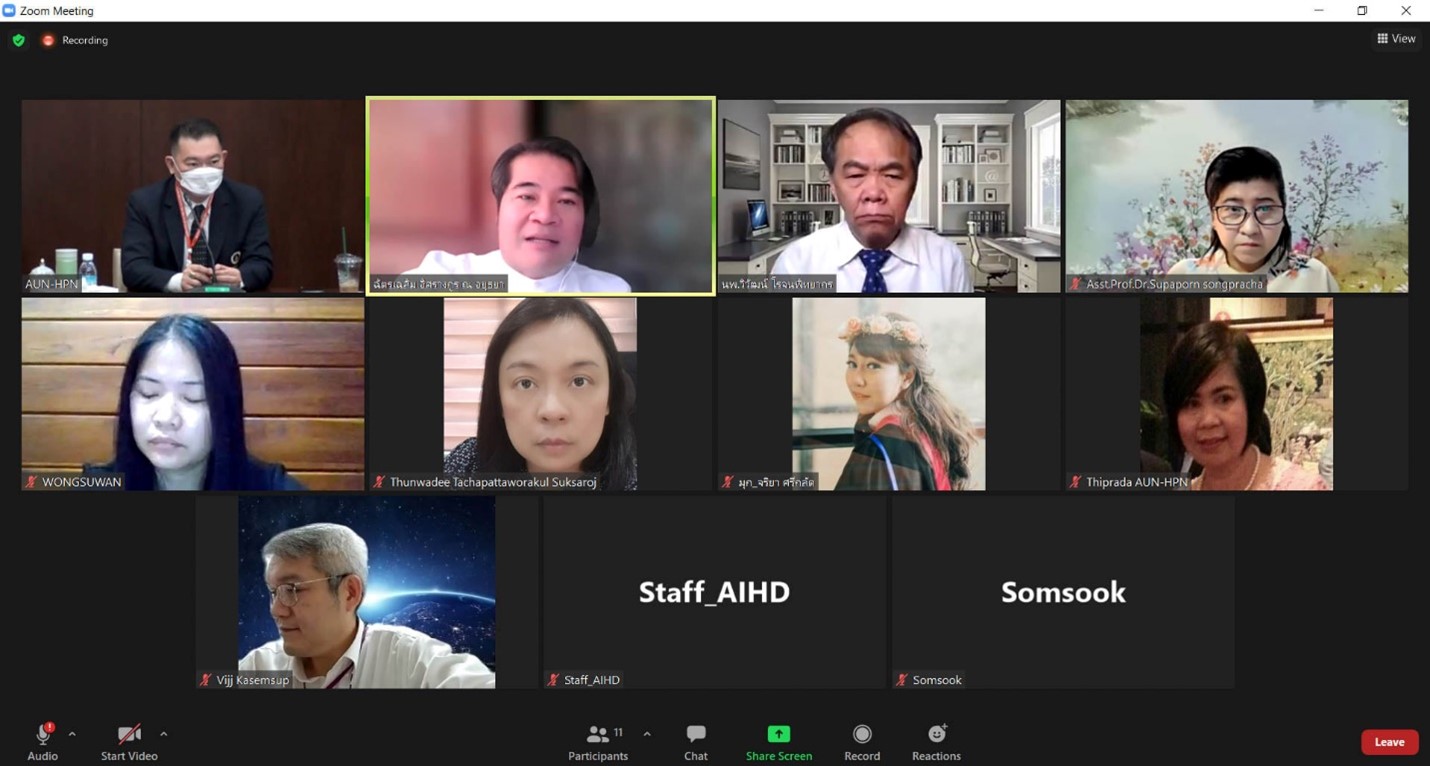 Zoom Meeting
Recording
View
AUN-HPN
ฉัตรเฉลิม อิศรางกูร ณ อยุธยา
นพ.วิวัฒน์ โรจนพิทยากร
Asst.Prof.Dr.Supaporn songpracha
WONGSUWAN
Thunwadee Tachapattaworakul Suksaroj
มุก_จริยา ศรีกลัด
Thiprada AUN-HPN
Staff_AIHD
Somsook
Vijj Kasemsup
Staff_AIHD
Somsook
11
Audio
Start Video
Participants
Chat
Share Screen
Record
Reactions
Leave